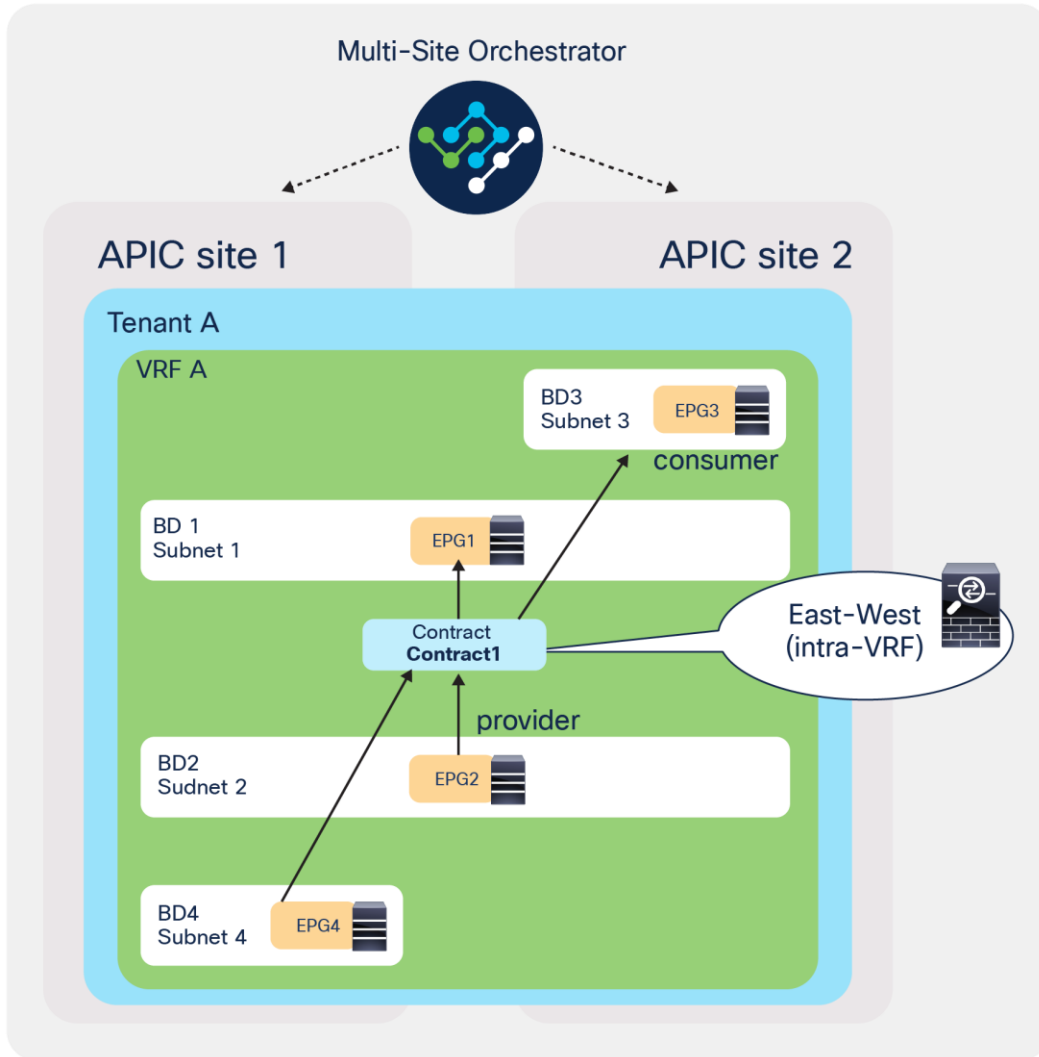 Multi-Site Orchestrator
APIC site 1
APIC site 2
Tenant A
VRF A
BD3
Subnet 3
EPG3
consumer
BD 1
Subnet 1
EPG1
Contract
Contract1
East-West
(intra-VRF)
provider
BD2
Sudnet 2
EPG2
BD4
Subnet 4
EPG4